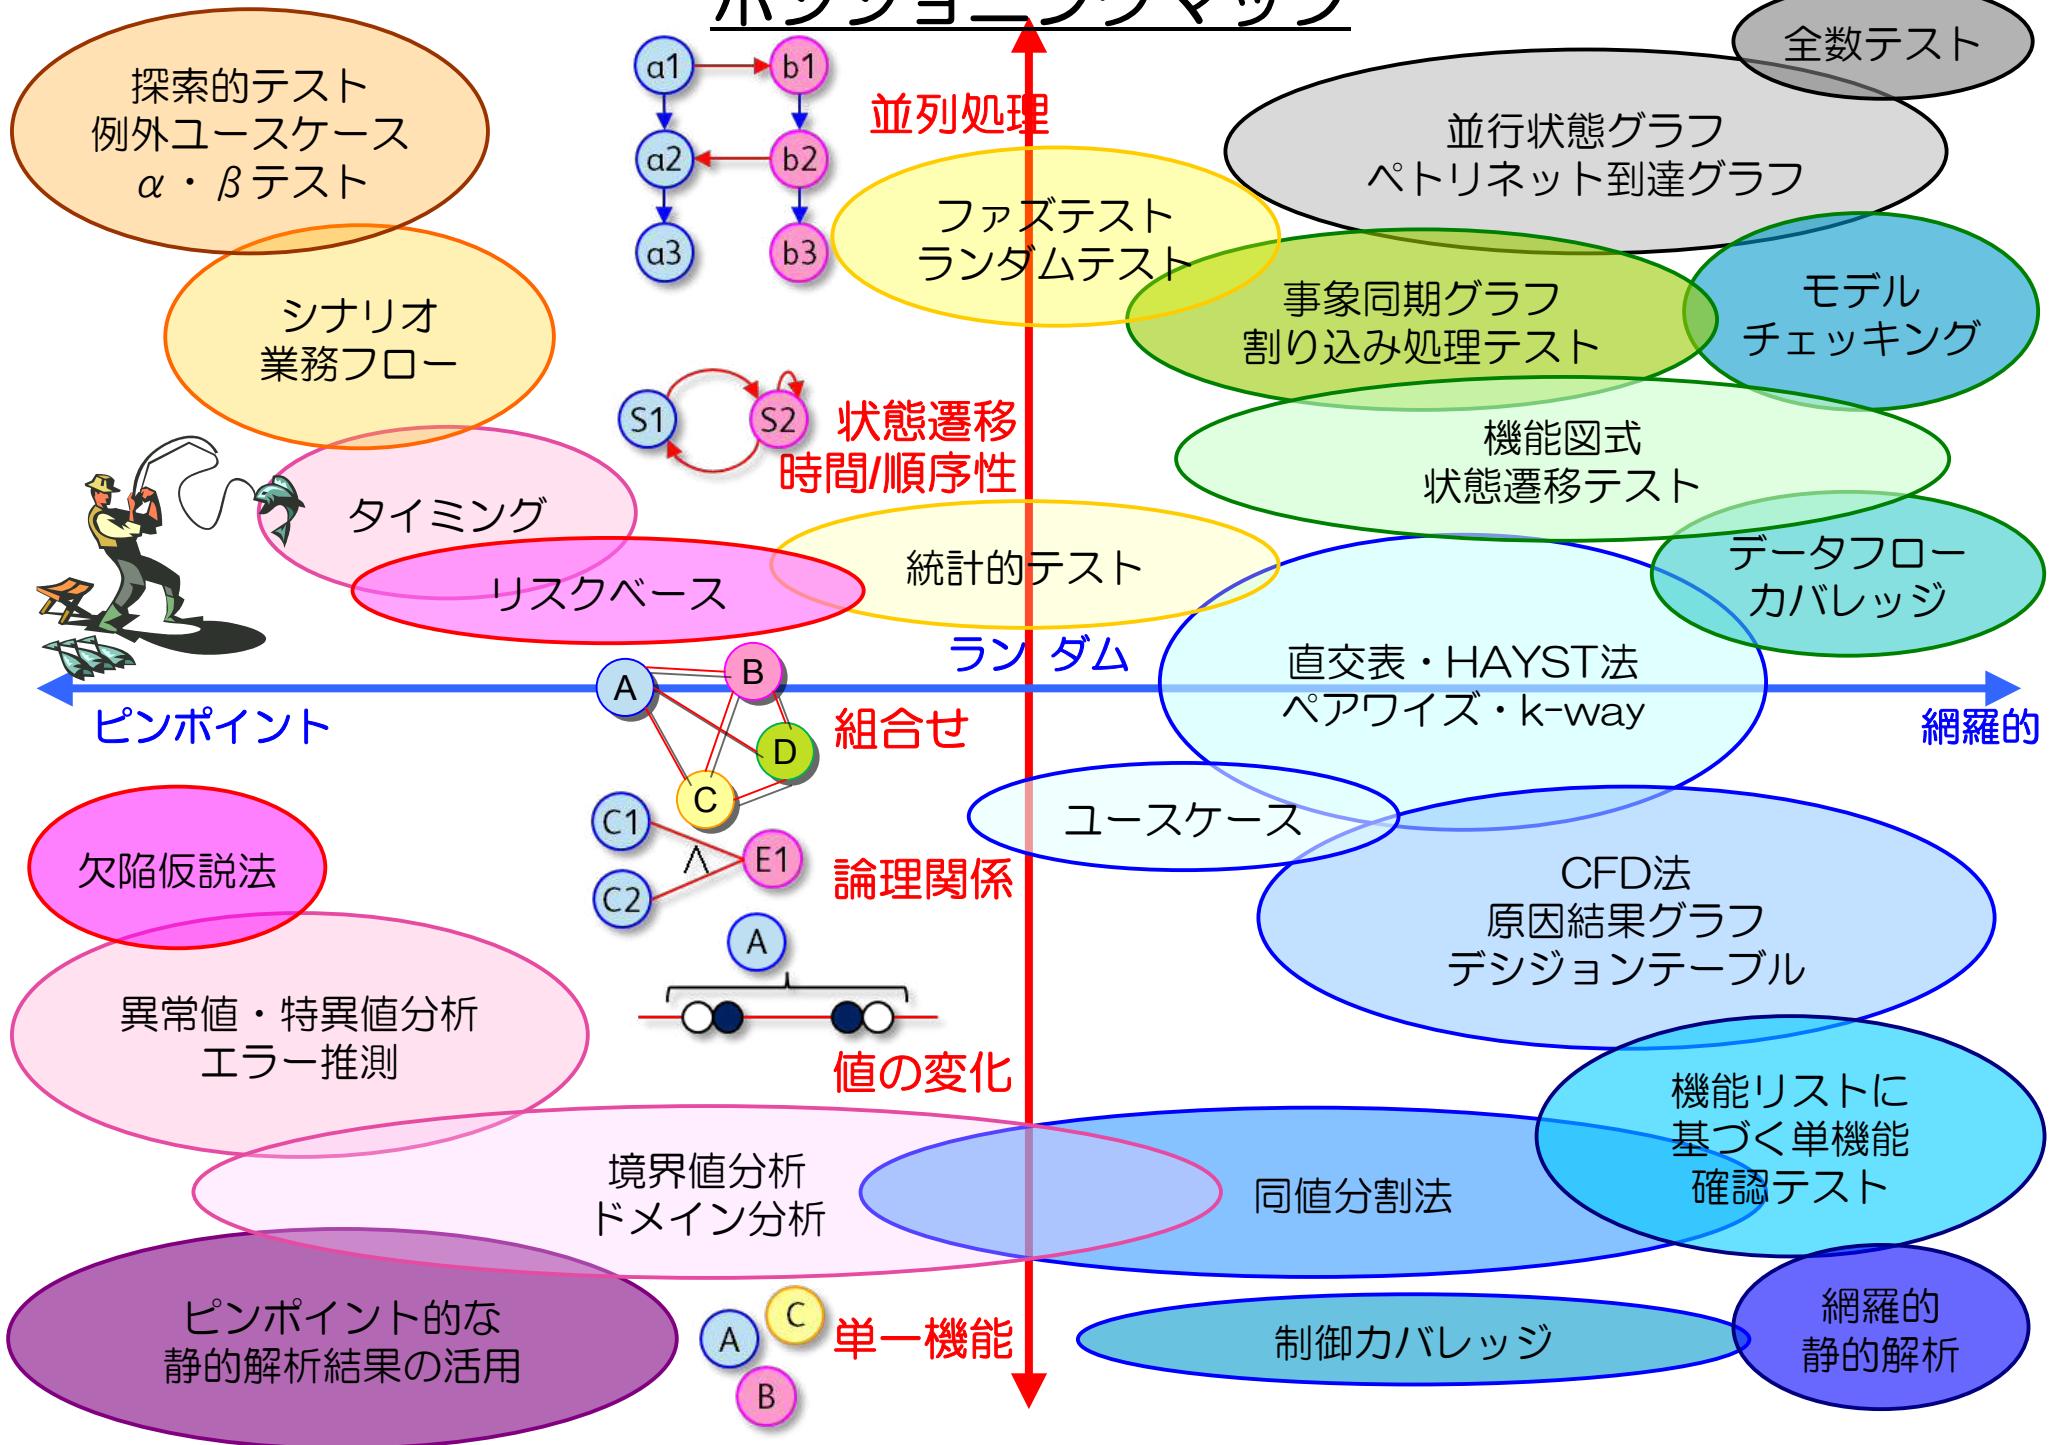 ポジショニングマップ
全数テスト
探索的テスト
例外ユースケース
α・βテスト
a1
b1
a2
b2
a3
b3
並列処理
並行状態グラフ
ペトリネット到達グラフ
ファズテスト
ランダムテスト
シナリオ
業務フロー
事象同期グラフ
割り込み処理テスト
モデル
チェッキング
S1
S2
状態遷移
時間/順序性
機能図式
状態遷移テスト
タイミング
リスクベース
統計的テスト
データフロー
カバレッジ
ラン ダム
直交表・HAYST法
ペアワイズ・k-way
ピンポイント
網羅的
A
B
D
C
組合せ
ユースケース
C1
C2
∧
E1
論理関係
欠陥仮説法
CFD法
原因結果グラフ
デシジョンテーブル
A
異常値・特異値分析
エラー推測
値の変化
機能リストに
基づく単機能
確認テスト
境界値分析
ドメイン分析
同値分割法
ピンポイント的な
静的解析結果の活用
A
C
B
単一機能
制御カバレッジ
網羅的
静的解析